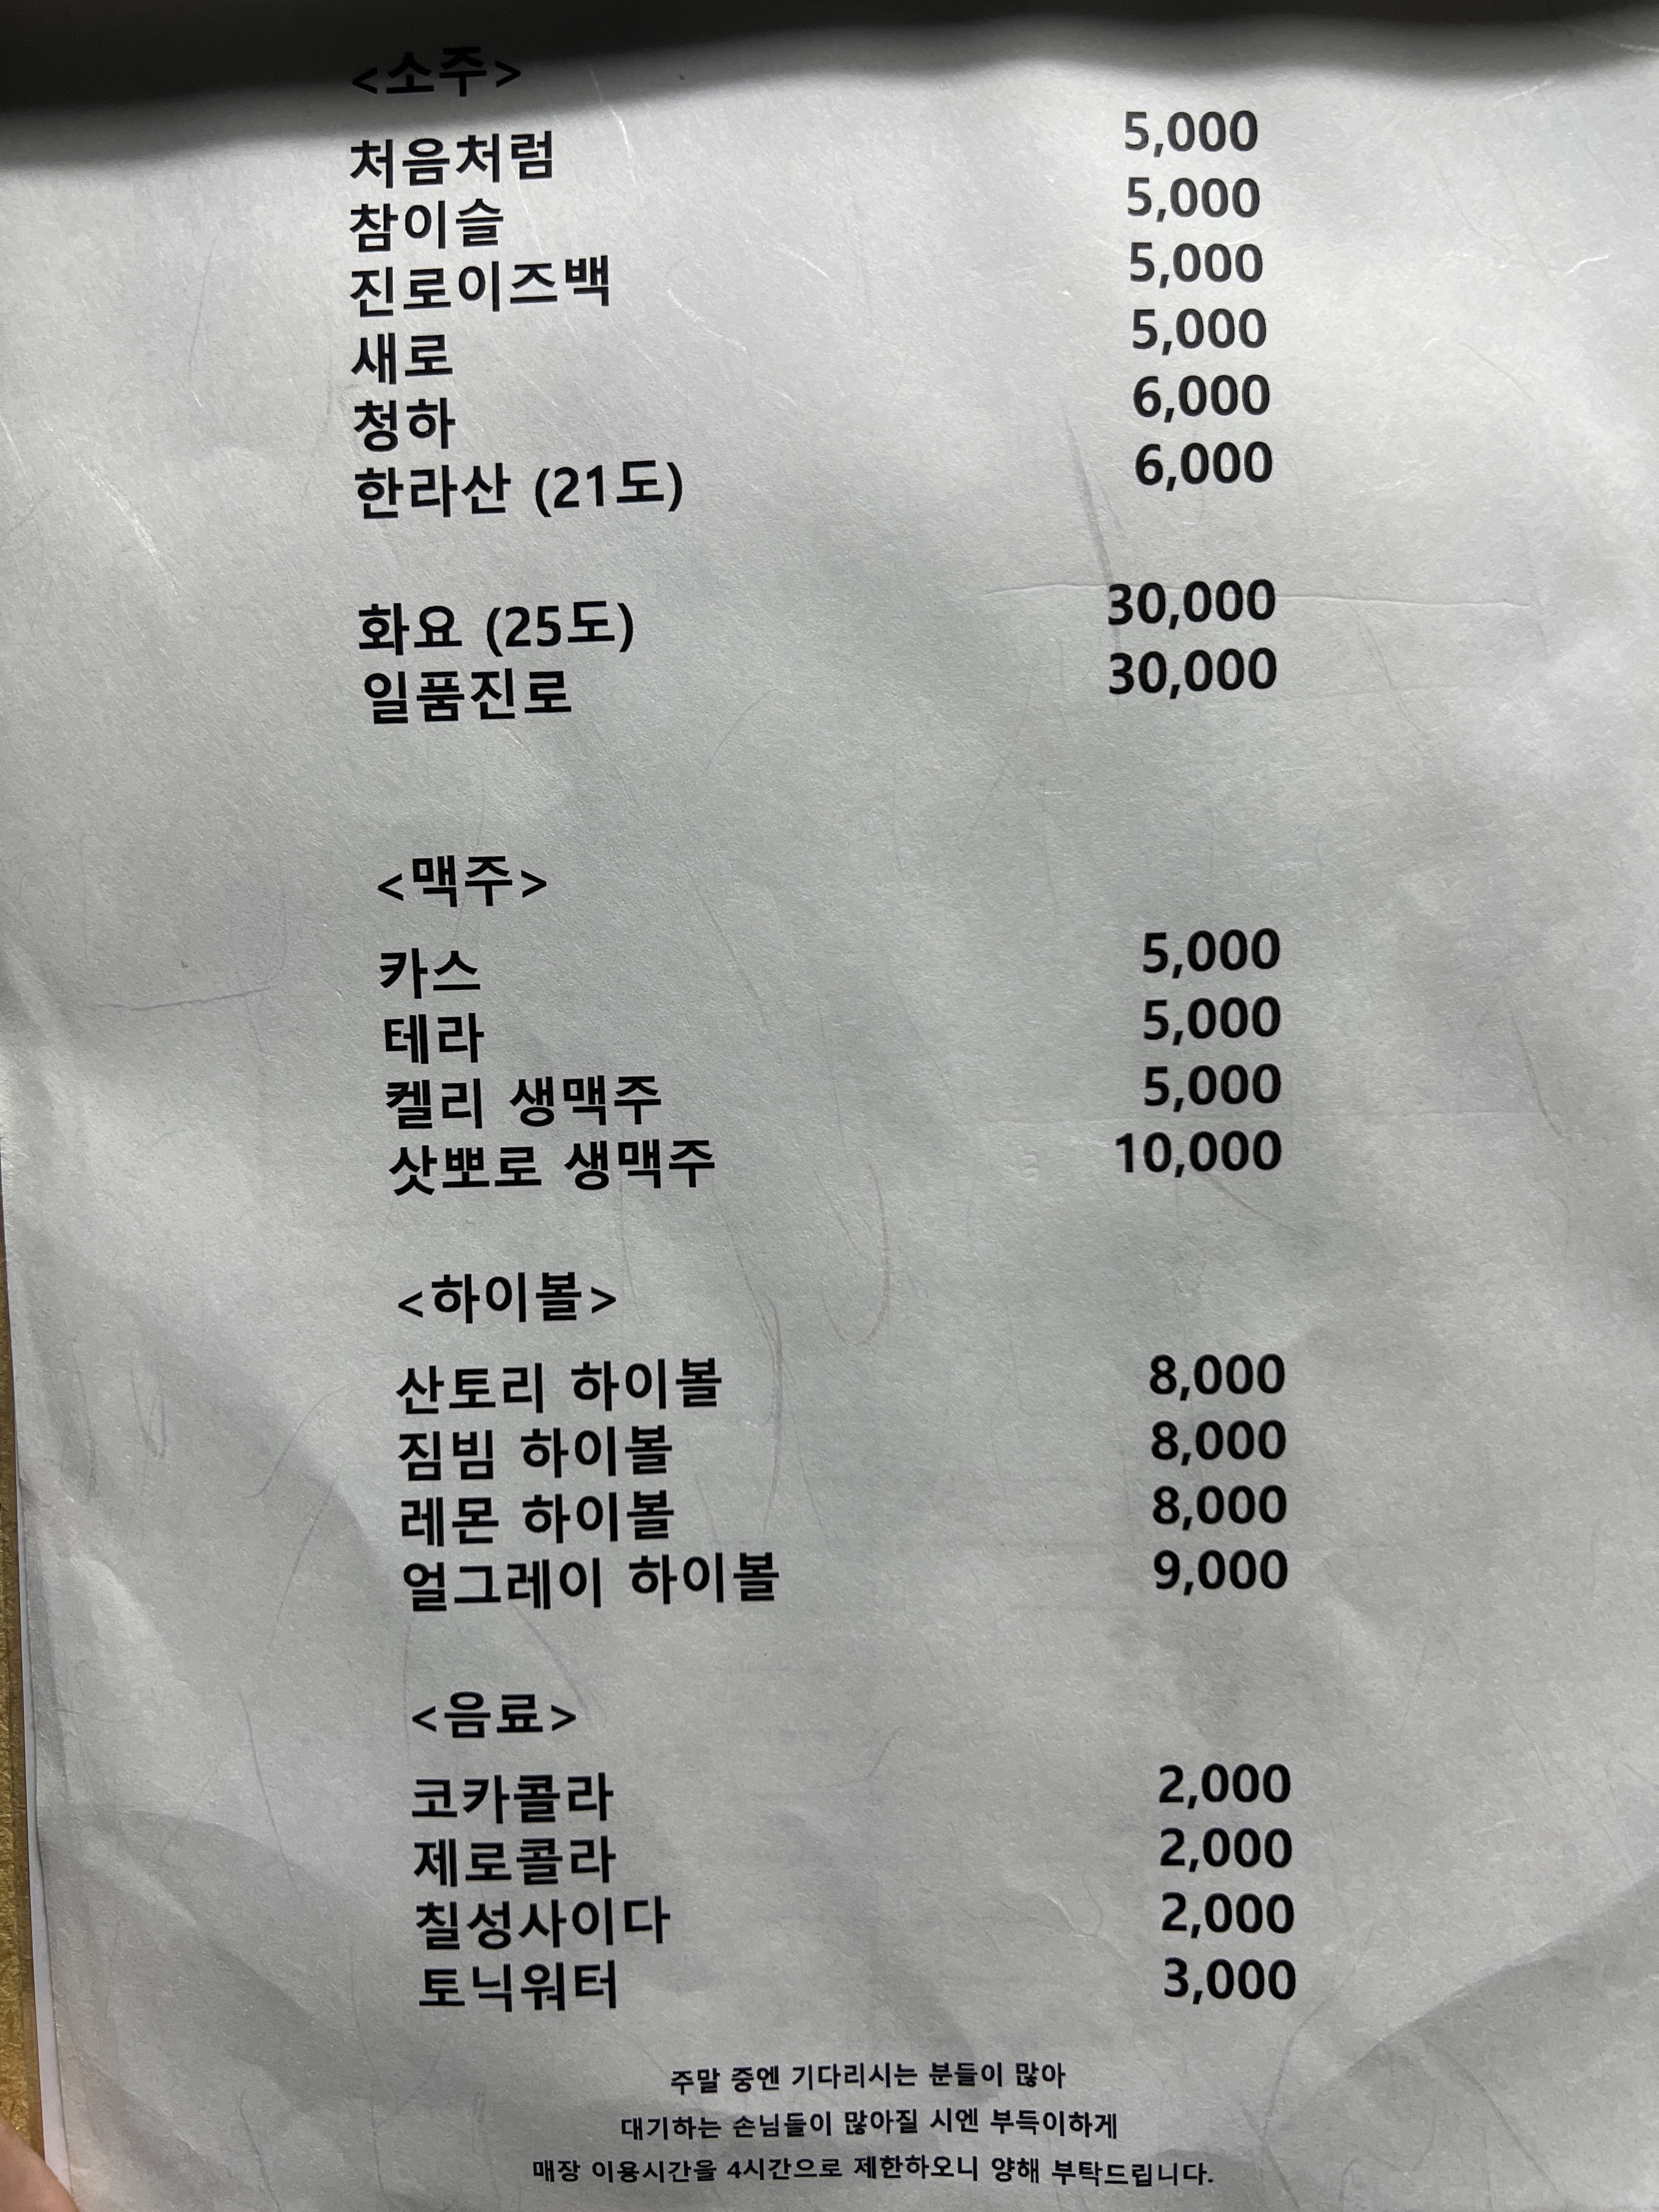 <소주>
처음처럼 5,000
참이슬 5,000
진로이즈백 5,000
새로 5,000
청하 6,000
한라산 (21도) 6,000
화요 (25도) 30,000
일품진로 30,000
<맥주>
카스 5,000
테라 5,000
켈리 생맥주 5,000
삿뽀로 생맥주 10,000
<하이볼>
산토리 하이볼 8,000
짐빔 하이볼 8,000
레몬 하이볼 8,000
얼그레이 하이볼 9,000
<음료>
코카콜라 2,000
제로콜라 2,000
칠성사이다 2,000
토닉워터 3,000
주말 중엔 기다리시는 분들이 많아
대기하는 손님들이 많아질 시엔 부득이하게
매장 이용시간을 4시간으로 제한하오니 양해 부탁드립니다.